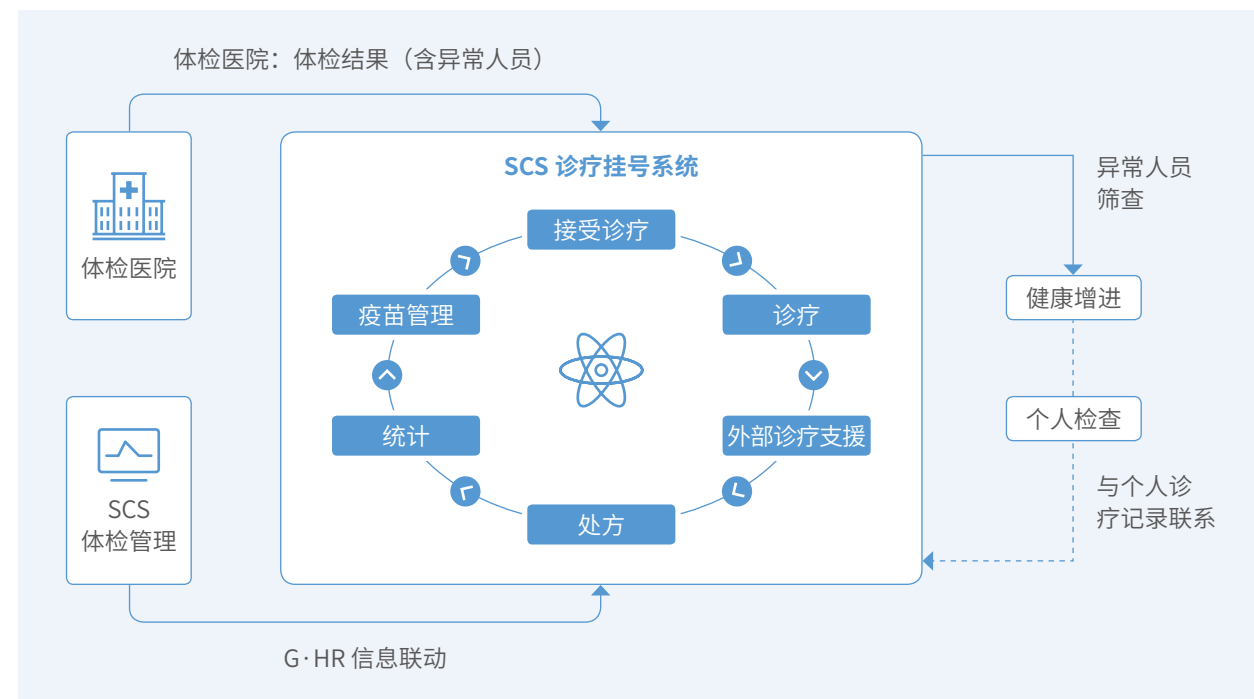 体检医院：体检结果（含异常人员）
体检医院
SCS
体检管理
G·HR 信息联动
SCS 诊疗挂号系统
接受诊疗
诊疗
外部诊疗支援
处方
统计
疫苗管理
异常人员
筛查
健康增进
个人检查
与个人诊
疗记录联系